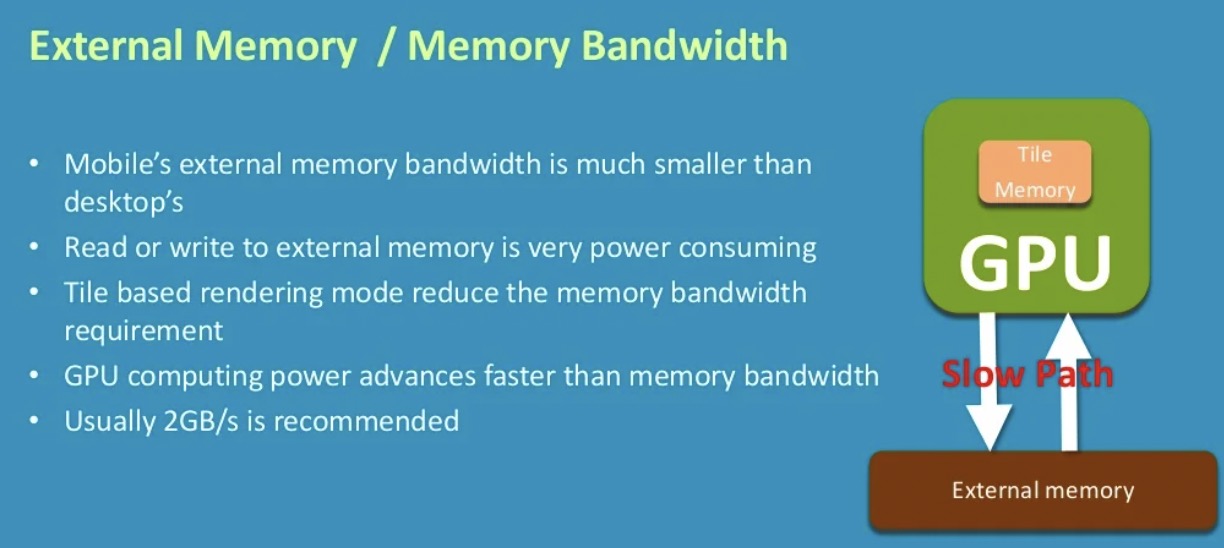 External Memory / Memory Bandwidth
• Mobile’s external memory bandwidth is much smaller than
desktop’s
• Read or write to external memory is very power consuming
• Tile based rendering mode reduce the memory bandwidth
requirement
• GPU computing power advances faster than memory bandwidth
• Usually 2GB/s is recommended
Tile
Memory
GPU
Slow Path
External memory